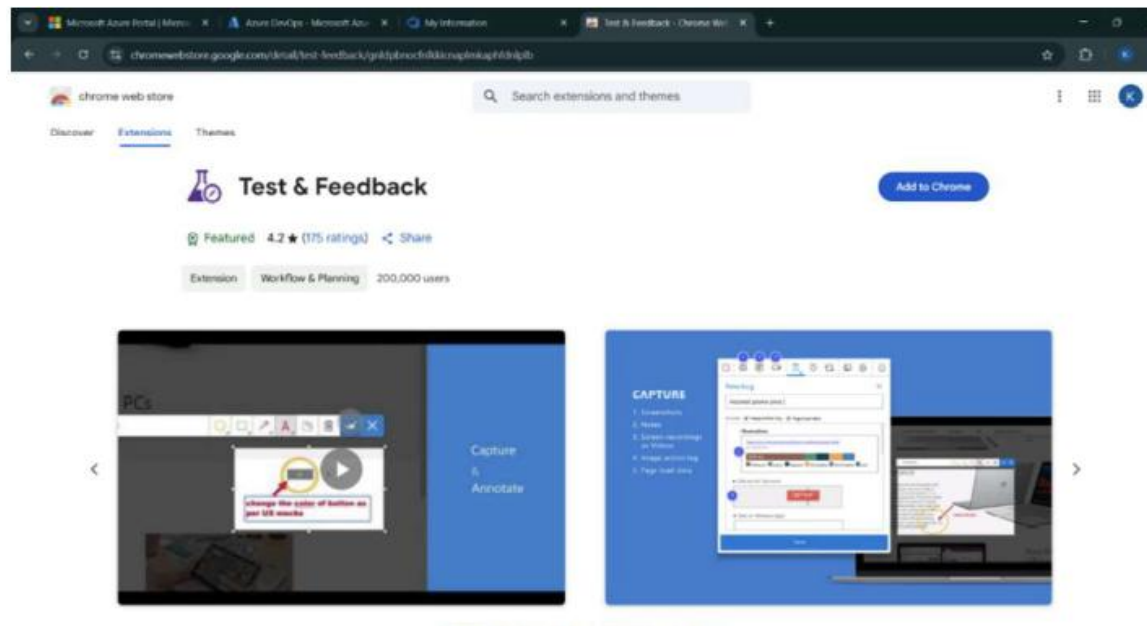 Microsoft Azure Portal | Micros
Azure DevOps - Microsoft Azu
My Information
Test & Feedback - Chrome Web
chromewebstore.google.com/detail/test-feedback/
chrome web store
Search extensions and themes
K
Discover Extensions Themes
Test & Feedback
Add to Chrome
Featured 4.2 ★ (175 ratings) Share
Extension Workflow & Planning 200,000 users
PCs
A
change the color of button as
per UX mocks
Capture
&
Annotate
CAPTURE
1. Screenshots
2. Notes
3. Screen recordings
as Videos
4. Image action log
5. Page load data
New bug
Save